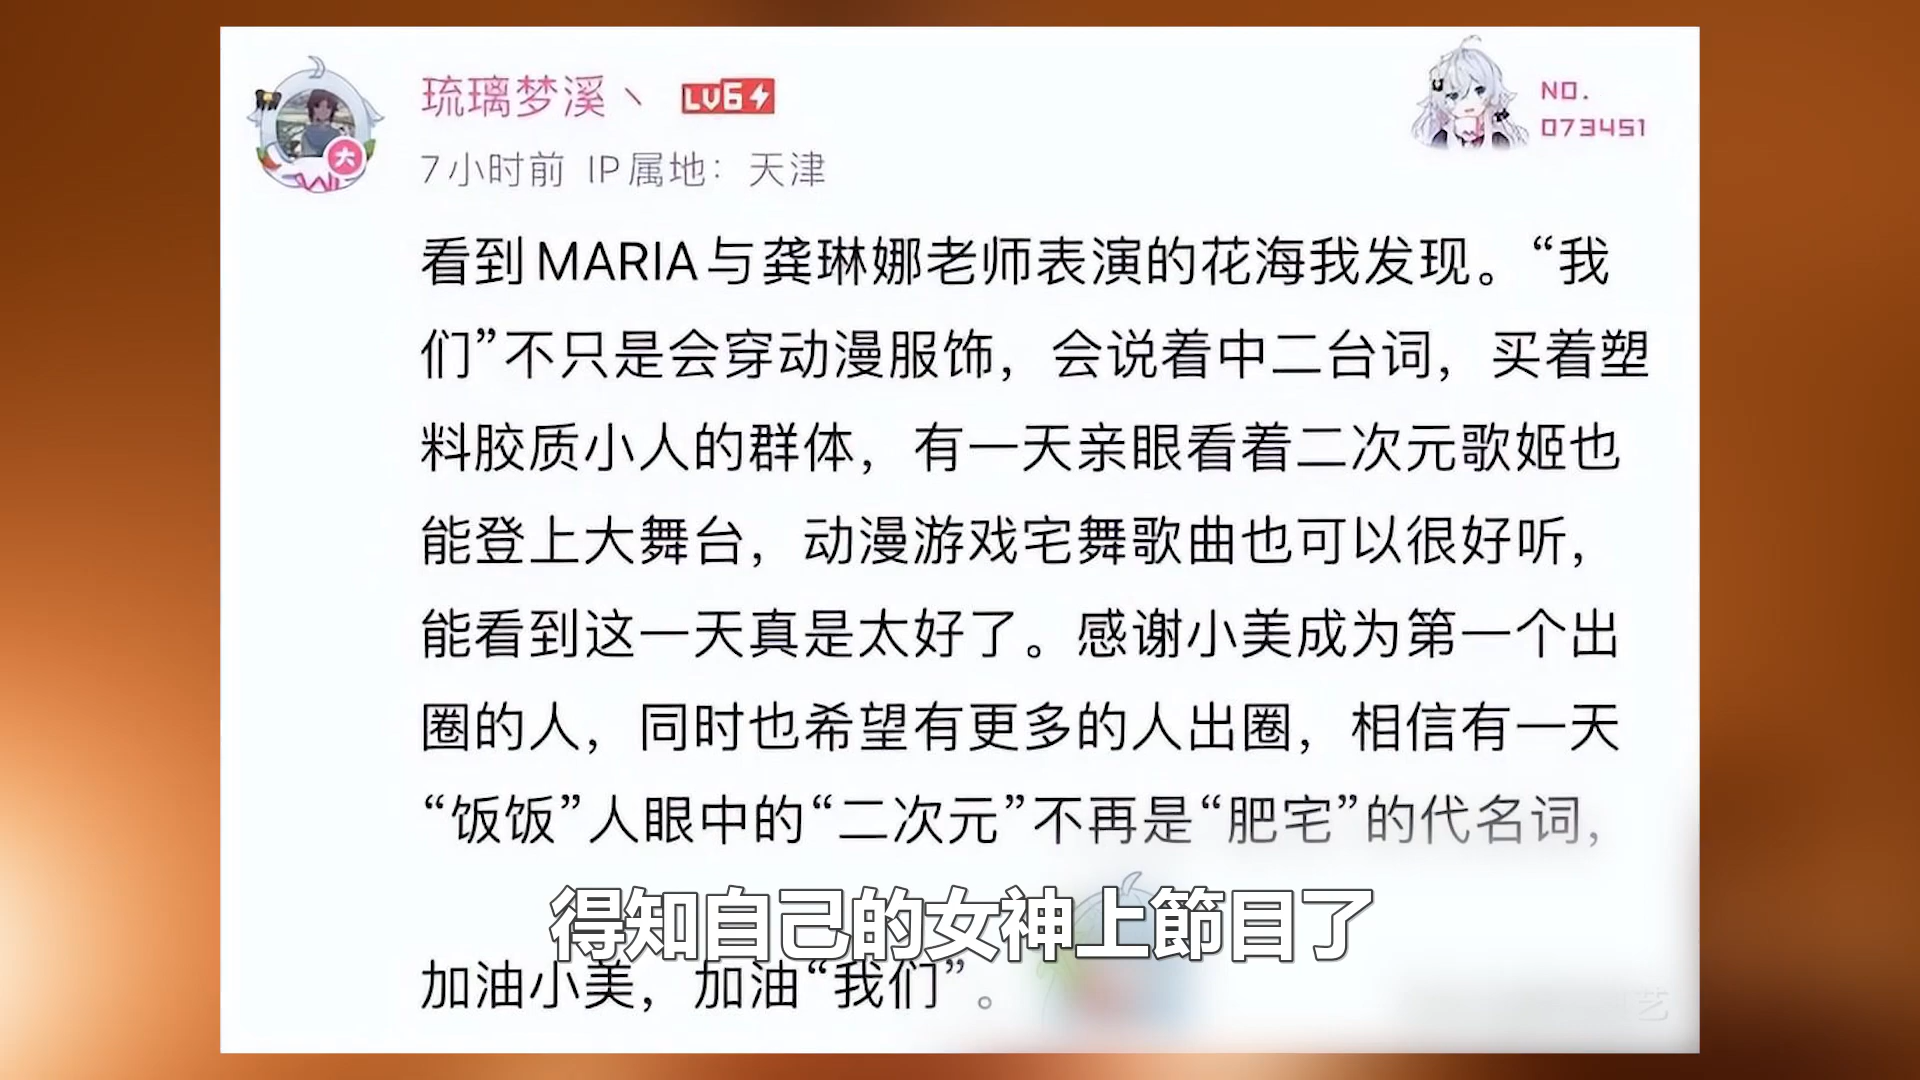 琉璃梦溪丶 LV6
NO.
073451
7小时前 IP属地：天津
看到MARIA与龚琳娜老师表演的花海我发现。“我
们”不只是会穿动漫服饰，会说着中二台词，买着塑
料胶质小人的群体，有一天亲眼看着二次元歌姬也
能登上大舞台，动漫游戏宅舞歌曲也可以很好听，
能看到这一天真是太好了。感谢小美成为第一个出
圈的人，同时也希望有更多的人出圈，相信有一天
“饭饭”人眼中的“二次元”不再是“肥宅”的代名词，
得知自己的女神上節目了
加油小美，加油“我们”。